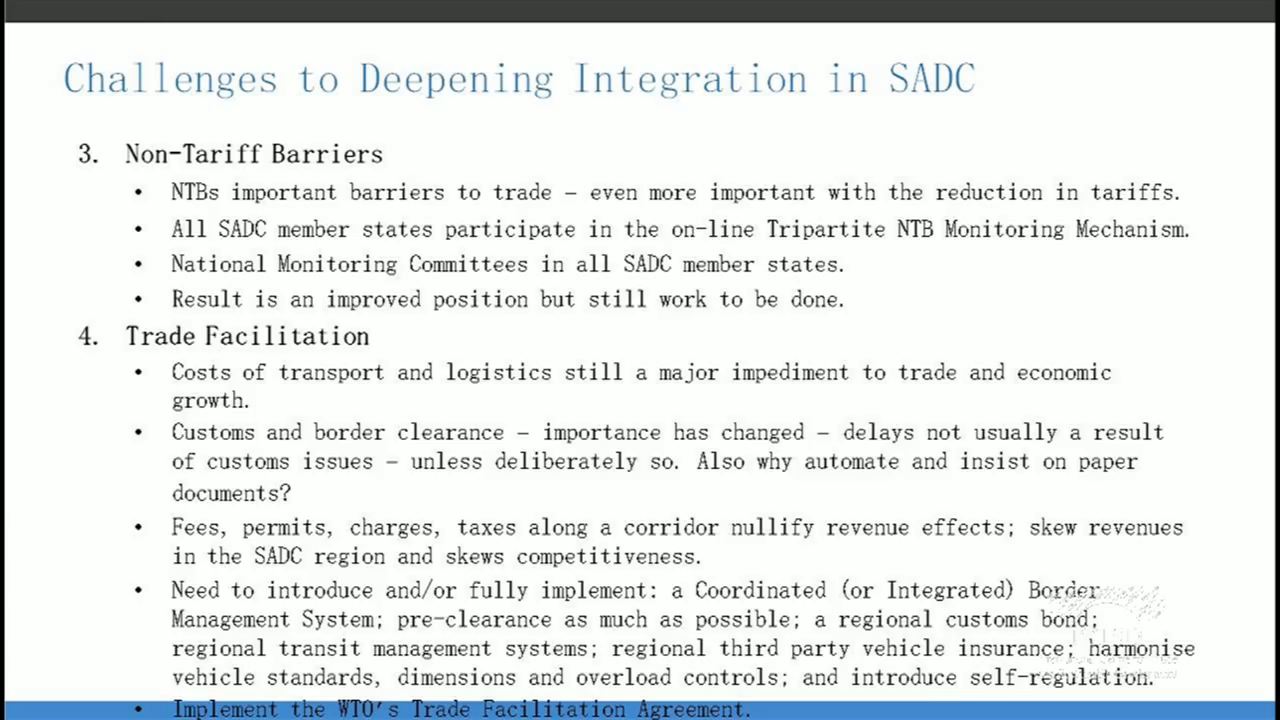 Challenges to Deepening Integration in SADC
3. Non-Tariff Barriers
• NTBs important barriers to trade – even more important with the reduction in tariffs.
• All SADC member states participate in the on-line Tripartite NTB Monitoring Mechanism.
• National Monitoring Committees in all SADC member states.
• Result is an improved position but still work to be done.
4. Trade Facilitation
• Costs of transport and logistics still a major impediment to trade and economic
growth.
• Customs and border clearance – importance has changed – delays not usually a result
of customs issues – unless deliberately so. Also why automate and insist on paper
documents?
• Fees, permits, charges, taxes along a corridor nullify revenue effects; skew revenues
in the SADC region and skews competitiveness.
• Need to introduce and/or fully implement: a Coordinated (or Integrated) Border
Management System; pre-clearance as much as possible; a regional customs bond;
regional transit management systems; regional third party vehicle insurance; harmonise
vehicle standards, dimensions and overload controls; and introduce self-regulation.
• Implement the WTO's Trade Facilitation Agreement.